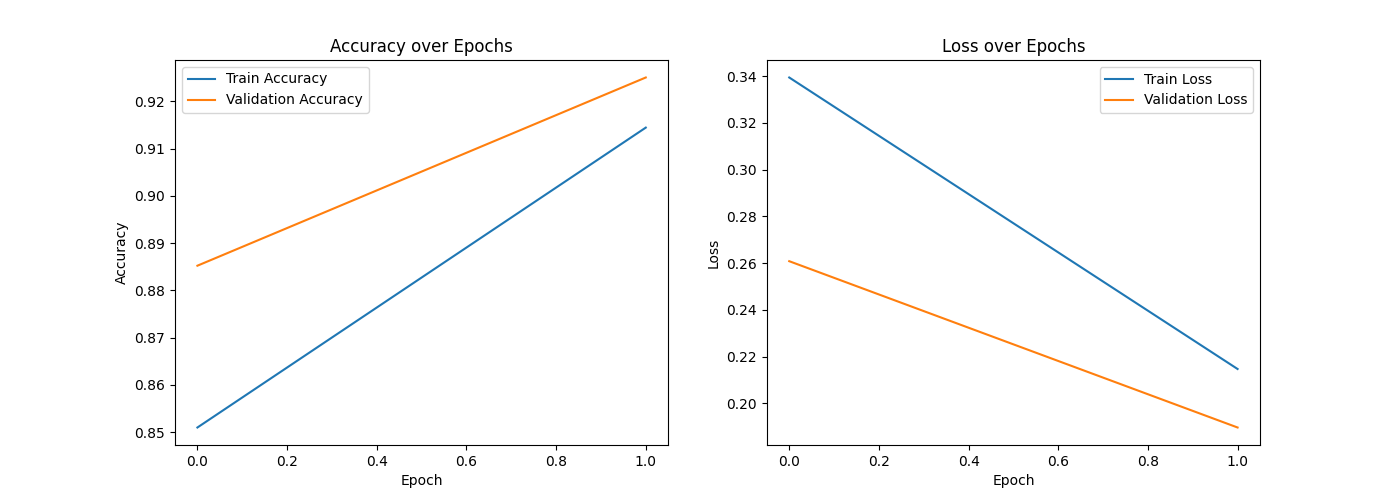 Accuracy over Epochs
Train Accuracy
Validation Accuracy
0.92
0.91
0.90
0.89
0.88
0.87
0.86
0.85
Accuracy
0.0 0.2 0.4 0.6 0.8 1.0
Epoch
Loss over Epochs
Train Loss
Validation Loss
0.34
0.32
0.30
0.28
0.26
0.24
0.22
0.20
Loss
0.0 0.2 0.4 0.6 0.8 1.0
Epoch